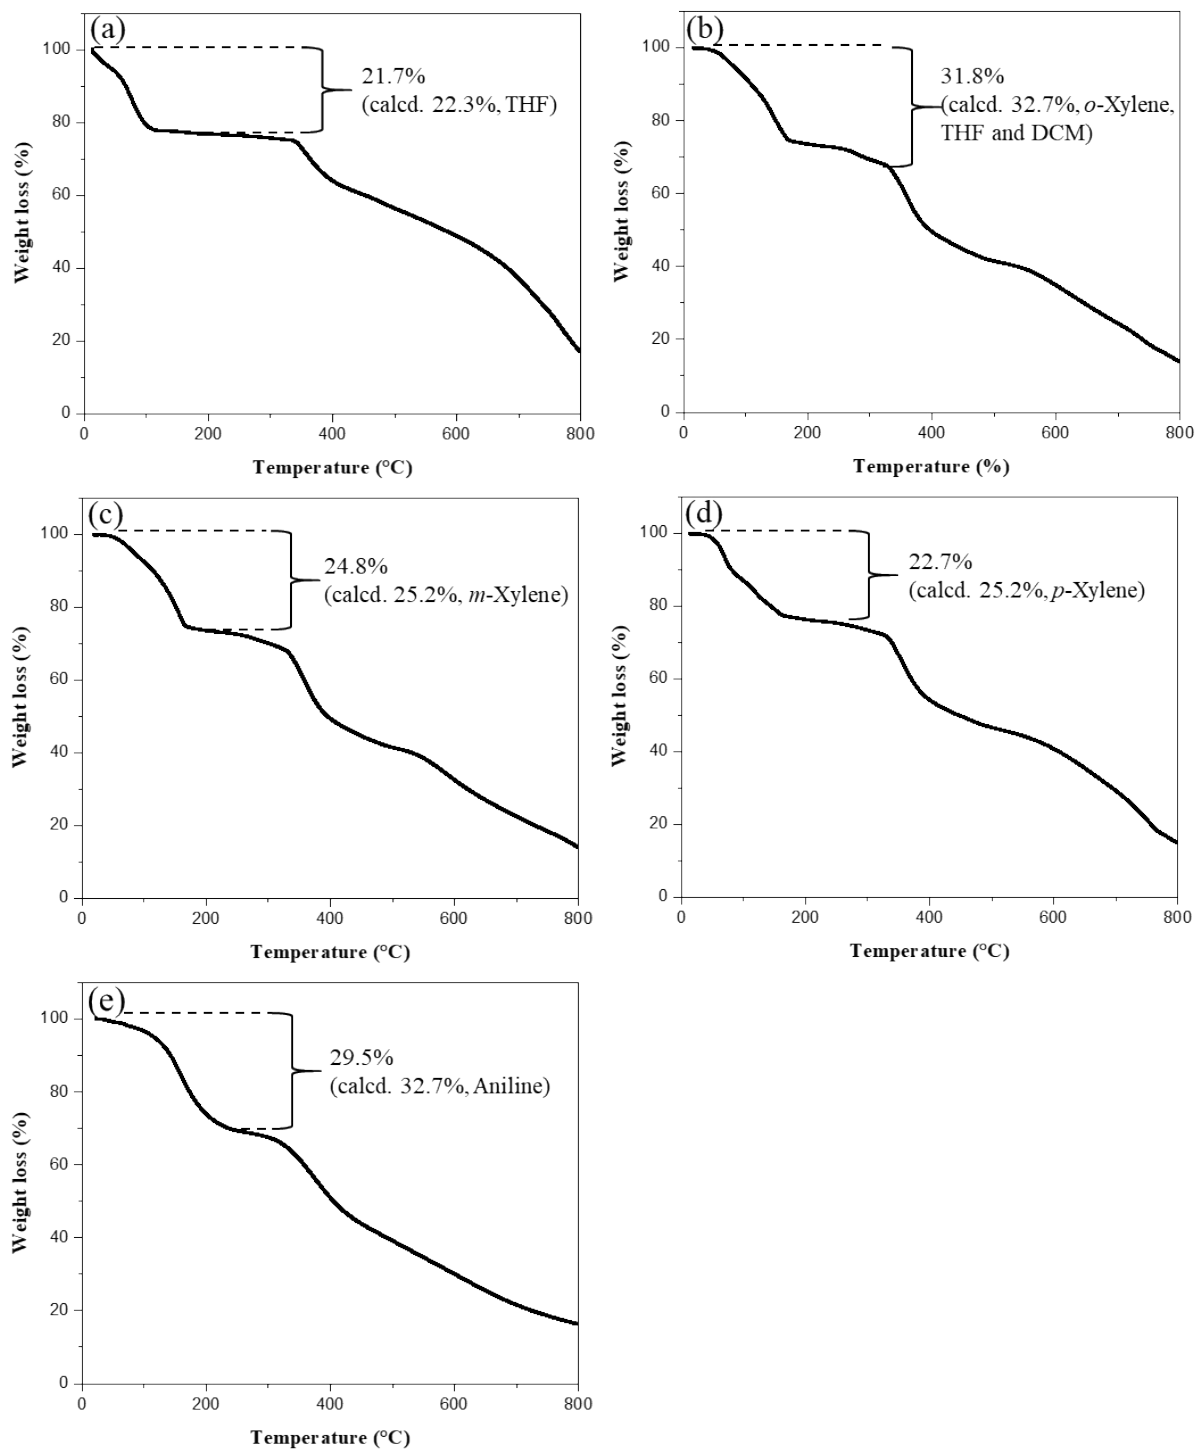 (a)
100
80
60
40
20
0
0 200 400 600 800
Weight loss (%)
Temperature (°C)
21.7%
(calcd. 22.3%, THF)
(b)
100
80
60
40
20
0
0 200 400 600 800
Weight loss (%)
Temperature (%)
31.8%
(calcd. 32.7%, o-Xylene,
THF and DCM)
(c)
100
80
60
40
20
0
0 200 400 600 800
Weight loss (%)
Temperature (°C)
24.8%
(calcd. 25.2%, m-Xylene)
(d)
100
80
60
40
20
0
0 200 400 600 800
Weight loss (%)
Temperature (°C)
22.7%
(calcd. 25.2%, p-Xylene)
(e)
100
80
60
40
20
0
0 200 400 600 800
Weight loss (%)
Temperature (°C)
29.5%
(calcd. 32.7%, Aniline)